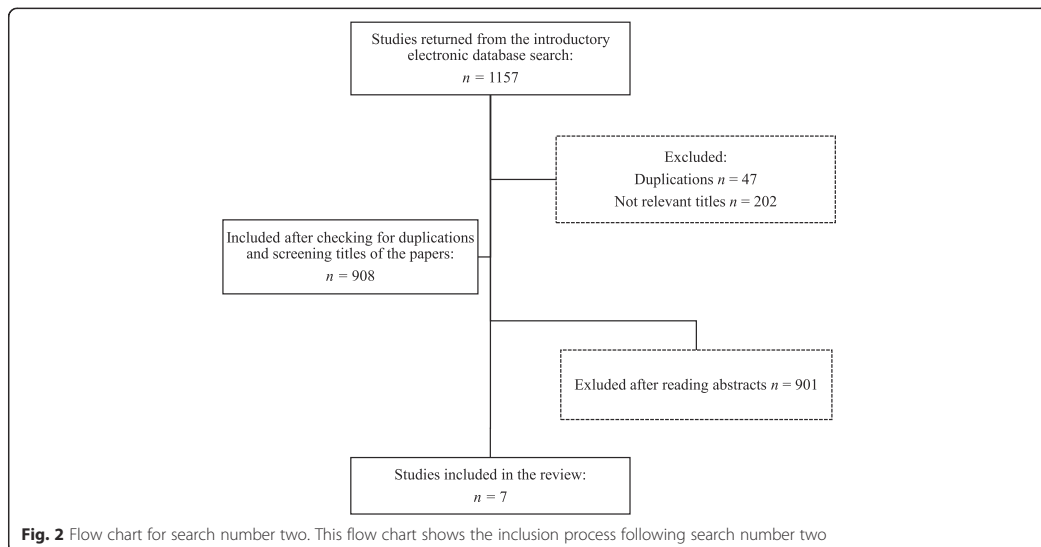 Studies returned from the introductory
electronic database search:
n = 1157
Excluded:
Duplications n = 47
Not relevant titles n = 202
Included after checking for duplications
and screening titles of the papers:
n = 908
Exluded after reading abstracts n = 901
Studies included in the review:
n = 7
Fig. 2 Flow chart for search number two. This flow chart shows the inclusion process following search number two